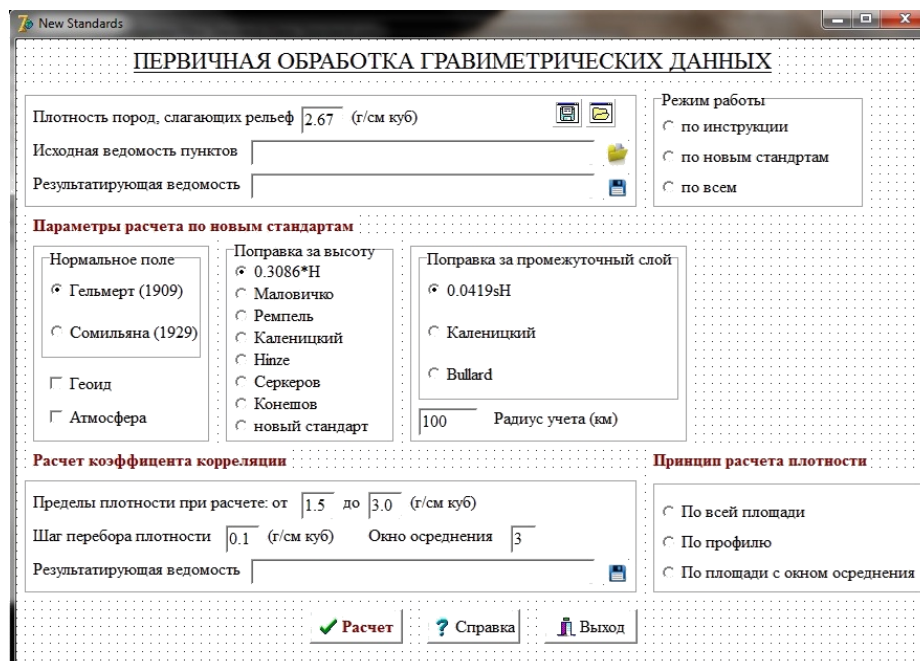 New Standards
ПЕРВИЧНАЯ ОБРАБОТКА ГРАВИМЕТРИЧЕСКИХ ДАННЫХ
Плотность пород, слагающих рельеф 2.67 (г/см куб)
Исходная ведомость пунктов
Результатирующая ведомость
Режим работы
по инструкции
по новым стандртам
по всем
Параметры расчета по новым стандартам
Нормальное поле
Гельмерт (1909)
Сомильяна (1929)
Геоид
Атмосфера
Поправка за высоту
0.3086*H
Маловичко
Ремпель
Каленицкий
Hinze
Серкеров
Конешов
новый стандарт
Поправка за промежуточный слой
0.0419sH
Каленицкий
Bullard
100 Радиус учета (км)
Расчет коэффицента корреляции
Пределы плотности при расчете: от 1.5 до 3.0 (г/см куб)
Шаг перебора плотности 0.1 (г/см куб) Окно осреднения 3
Результатирующая ведомость
Принцип расчета плотности
По всей площади
По профилю
По площади с окном осреднения
Расчет
Справка
Выход